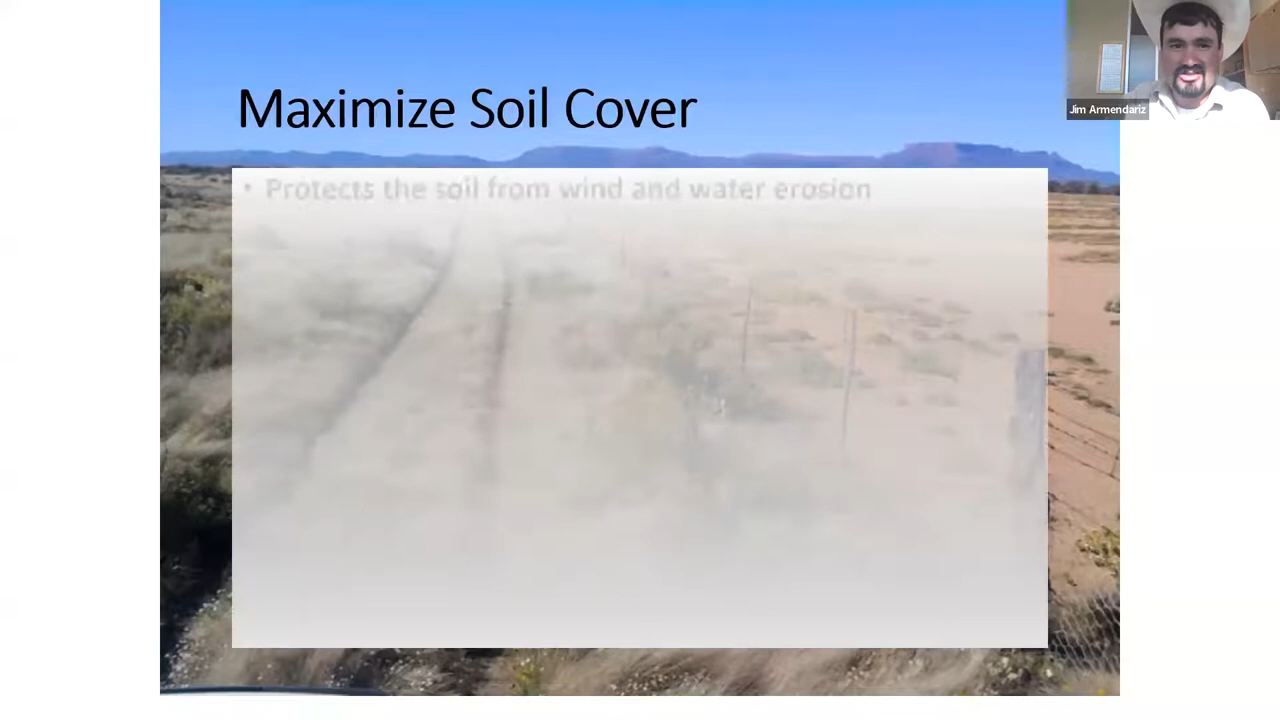 Maximize Soil Cover
Jim Armendariz
• Protects the soil from wind and water erosion